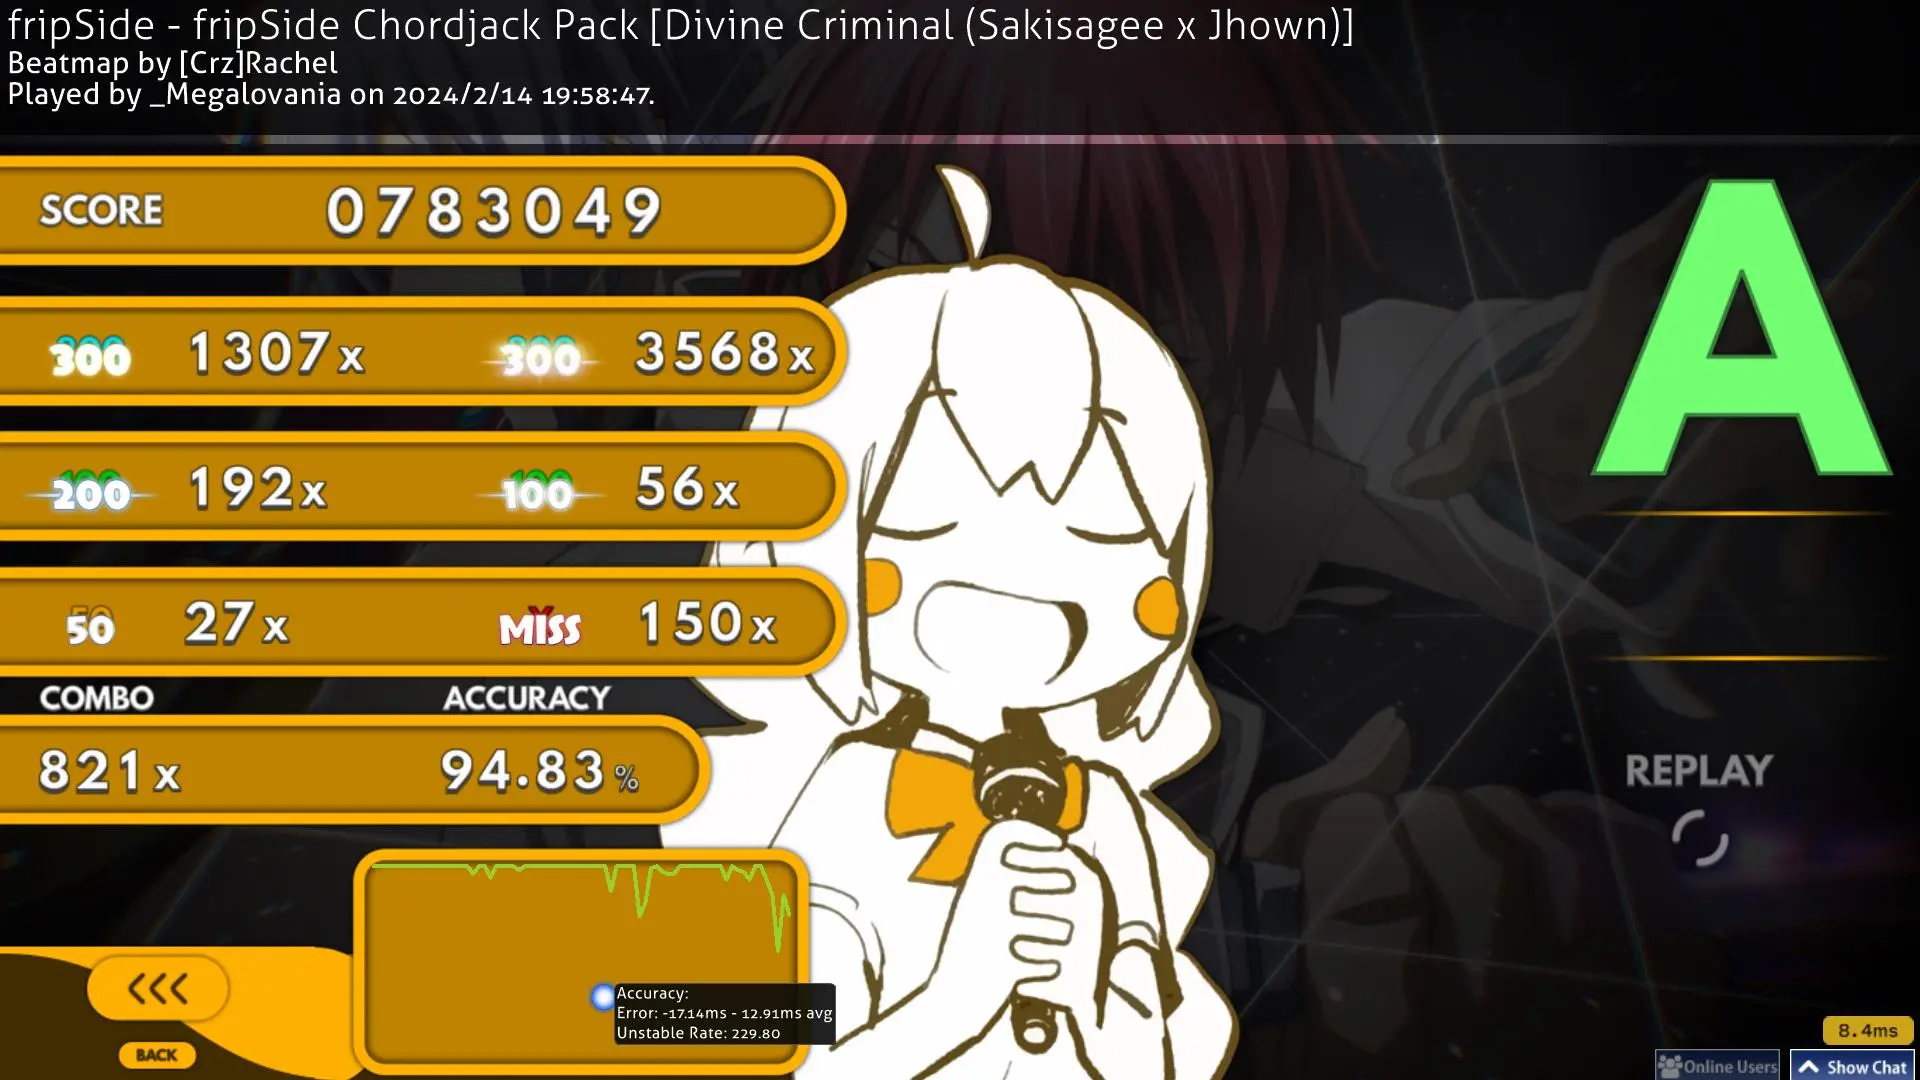 fripSide - fripSide Chordjack Pack [Divine Criminal (Sakisagee x Jhown)]
Beatmap by [Crz]Rachel
Played by _Megalovania on 2024/2/14 19:58:47.
SCORE 0783049
300 1307x 300 3568x
200 192x 100 56x
50 27x MISS 150x
COMBO ACCURACY
821x 94.83%
A
REPLAY
<<<
BACK
Accuracy:
Error: -17.14ms - 12.91ms avg
Unstable Rate: 229.80
8.4ms
Online Users
Show Chat